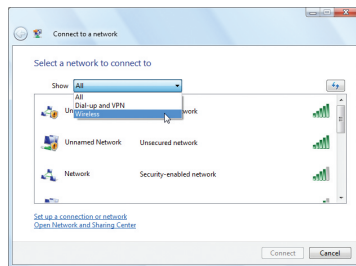 Connect to a network
Select a network to connect to
Show All
All
Dial-up and VPN
Wireless
Unnamed Network Unsecured network
Network Security-enabled network
Set up a connection or network
Open Network and Sharing Center
Connect Cancel